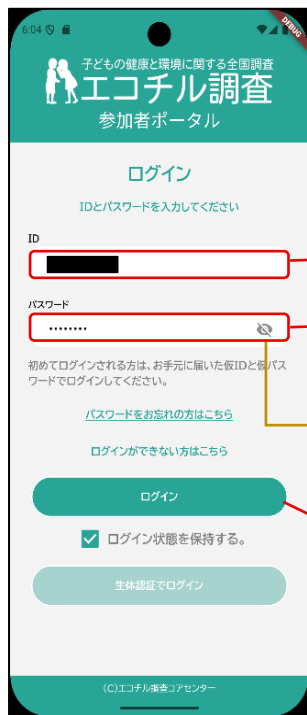 6:04
DEBUG
子どもの健康と環境に関する全国調査
エコチル調査
参加者ポータル
ログイン
IDとパスワードを入力してください
ID
パスワード
••••••••
初めてログインされる方は、お手元に届いた仮IDと仮パス
ワードでログインしてください。
パスワードをお忘れの方はこちら
ログインができない方はこちら
ログイン
ログイン状態を保持する。
生体認証でログイン
(C)エコチル調査コアセンター